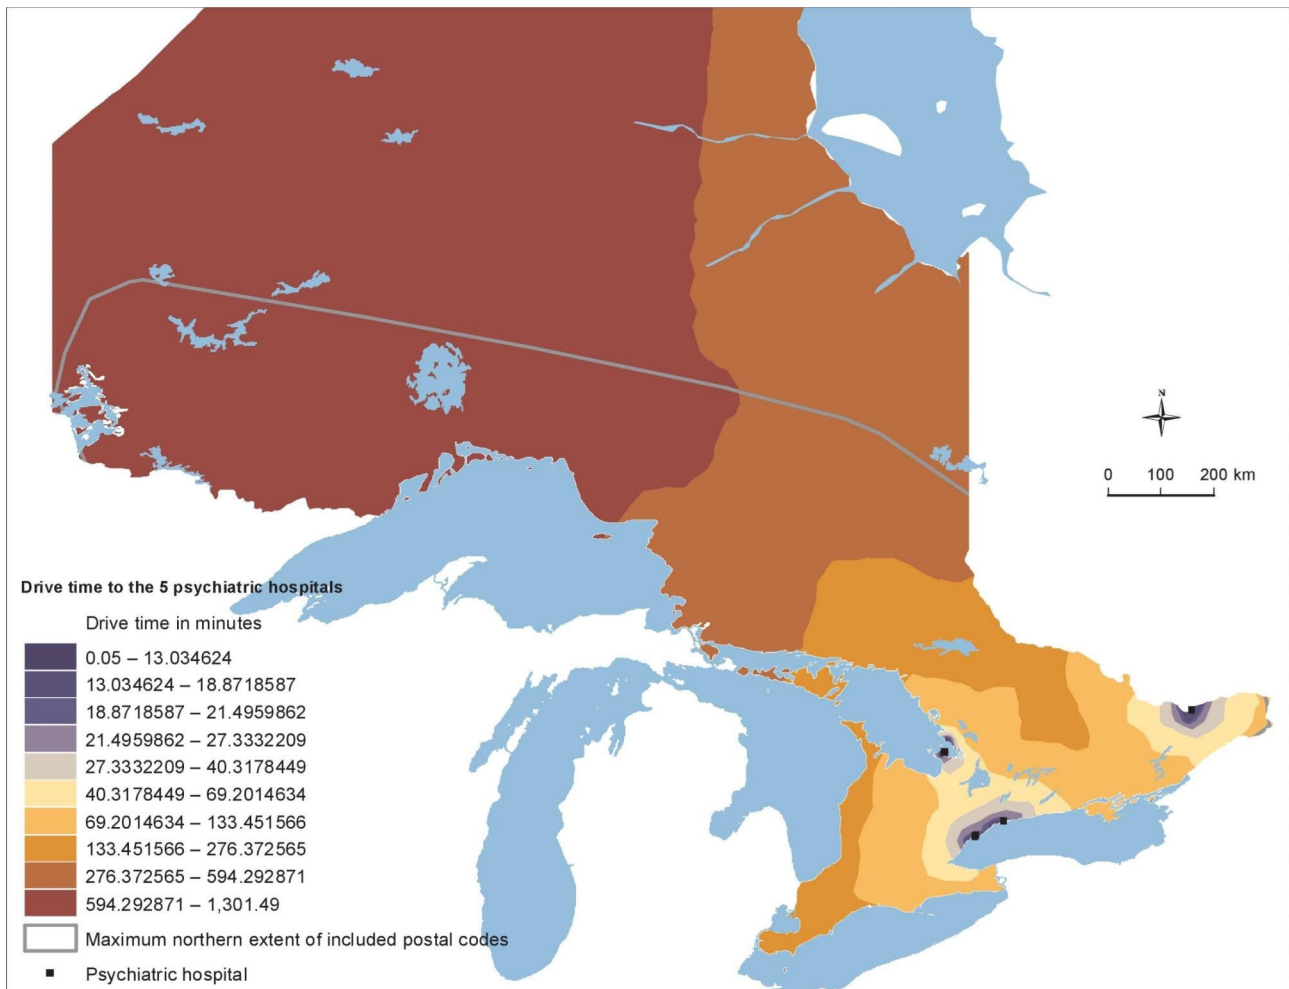 N
0 100 200 km
Drive time to the 5 psychiatric hospitals
Drive time in minutes
0.05 – 13.034624
13.034624 – 18.8718587
18.8718587 – 21.4959862
21.4959862 – 27.3332209
27.3332209 – 40.3178449
40.3178449 – 69.2014634
69.2014634 – 133.451566
133.451566 – 276.372565
276.372565 – 594.292871
594.292871 – 1,301.49
Maximum northern extent of included postal codes
Psychiatric hospital